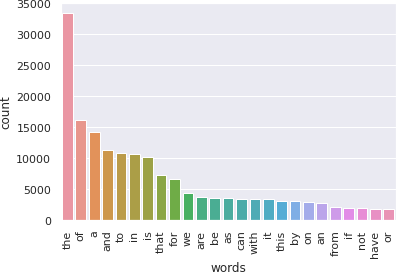 35000
30000
25000
20000
15000
10000
5000
0
count
the of a and to in is that for we are be as can with it this by on an from if not have or
words